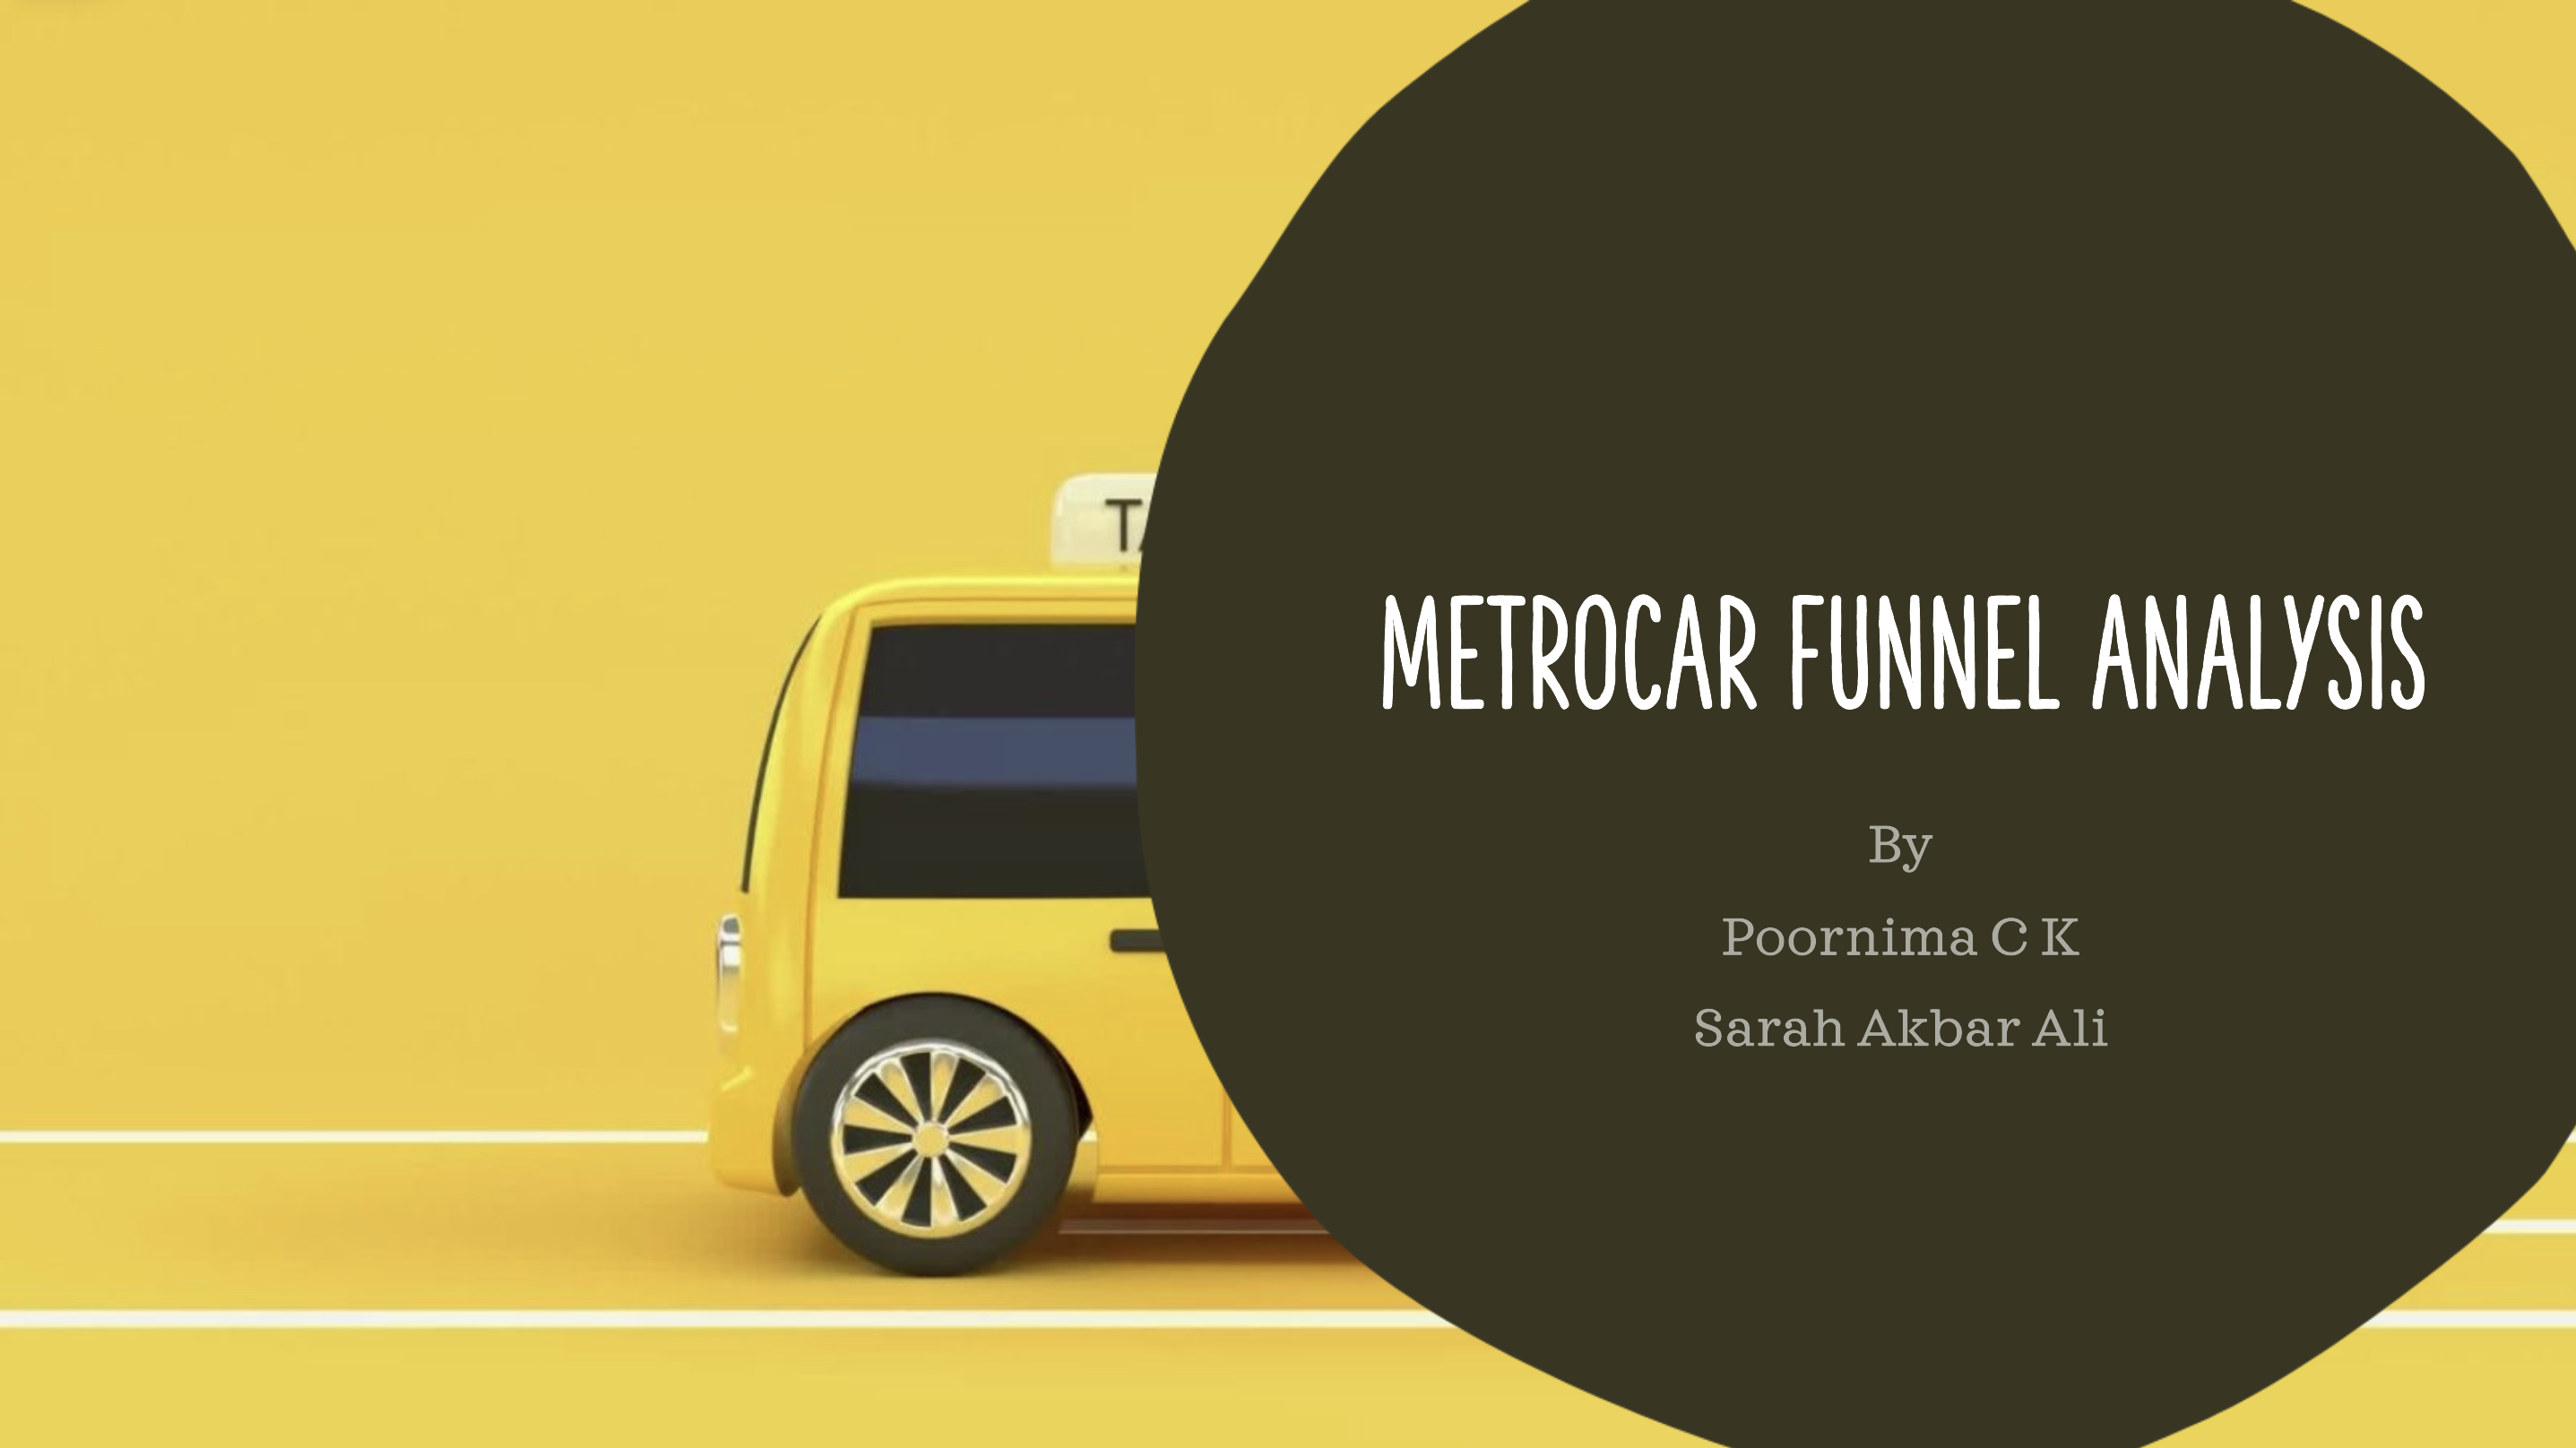 METROCAR FUNNEL ANALYSIS
By
Poornima C K
Sarah Akbar Ali